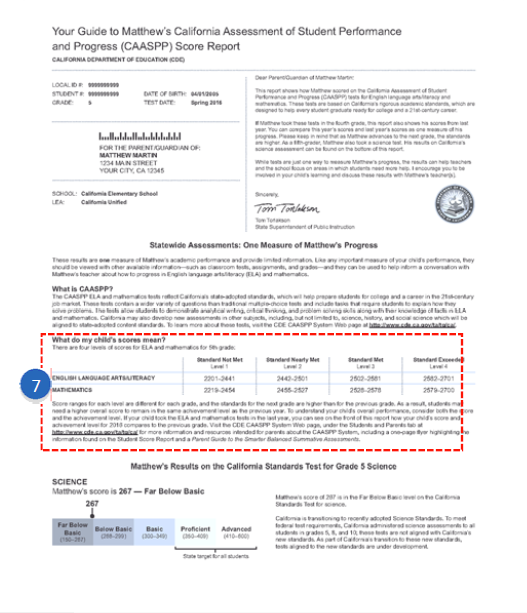 Your Guide to Matthew's California Assessment of Student Performance
and Progress (CAASPP) Score Report
CALIFORNIA DEPARTMENT OF EDUCATION (CDE)
LOCAL ID #: 9999999999
STUDENT #: 9999999999
DATE OF BIRTH: 04/01/2005
GRADE: 5
TEST DATE: Spring 2016
FOR THE PARENT/GUARDIAN OF:
MATTHEW MARTIN
1234 MAIN STREET
YOUR CITY, CA 12345
SCHOOL: California Elementary School
LEA: California Unified
Dear Parent/Guardian of Matthew Martin:
This report shows how Matthew scored on the California Assessment of Student
Performance and Progress (CAASPP) tests for English language arts/literacy and
mathematics. These tests are based on California's rigorous academic standards, which are
designed to help every student graduate ready for college and a 21st-century career.
If Matthew took these tests in the fourth grade, this report also shows his scores from last
year. You can compare this year's scores and last year's scores as one measure of his
progress. Please keep in mind that as Matthew advances to the next grade, the standards
are higher. As a fifth-grader, Matthew also took a science test. His results on California's
science assessment can be found on the bottom of this report.
While tests are just one way to measure Matthew's progress, the results can help teachers
and the school focus on areas in which students need more help. I encourage you to be
involved in your child's learning and discuss these results with Matthew's teacher(s).
Sincerely,
Tom Torlakson
Tom Torlakson
State Superintendent of Public Instruction
Statewide Assessments: One Measure of Matthew's Progress
These results are one measure of Matthew's academic performance and provide limited information. Like any important measure of your child's performance, they
should be viewed with other available information—such as classroom tests, assignments, and grades—and they can be used to help inform a conversation with
Matthew's teacher about how to progress in English language arts/literacy (ELA) and mathematics.
What is CAASPP?
The CAASPP ELA and mathematics tests reflect California's state-adopted standards, which will help prepare students for college and a career in the 21st-century
job market. These tests contain a wider variety of questions than traditional multiple-choice tests and include tasks that require students to explain how they
solve problems. The tests allow students to demonstrate analytical writing, critical thinking, and problem solving skills along with their knowledge of facts in ELA
and mathematics. California may also develop new assessments in other subjects, including, but not limited to, science, history, and social science which will be
aligned to state-adopted content standards. To learn more about these tests, visit the CDE CAASPP System Web page at http://www.cde.ca.gov/ta/tg/ca/.
7
What do my child's scores mean?
There are four levels of scores for ELA and mathematics for 5th grade:
Standard Not Met Standard Nearly Met Standard Met Standard Exceeded
Level 1 Level 2 Level 3 Level 4
ENGLISH LANGUAGE ARTS/LITERACY 2201–2441 2442–2501 2502–2581 2582–2701
MATHEMATICS 2219–2454 2455–2527 2528–2578 2579–2700
Score ranges for each level are different for each grade, and the standards for the next grade are higher than for the previous grade. As a result, students may
need a higher overall score to remain in the same achievement level as the previous year. To understand your child's overall performance, consider both the score
and the achievement level. If your child took the ELA and mathematics tests in the last year, you can see on the front of this report how your child's score and
achievement level for 2016 compares to the previous grade. Visit the CDE CAASPP System Web page, under the Students and Parents tab at
http://www.cde.ca.gov/ta/tg/ca/ for more information and resources intended for parents about the CAASPP System, including a one-page flyer highlighting the
information found on the Student Score Report and a Parent Guide to the Smarter Balanced Summative Assessments.
Matthew's Results on the California Standards Test for Grade 5 Science
SCIENCE
Matthew's score is 267 — Far Below Basic
267
Far Below Basic (150–267)
Below Basic (268–299)
Basic (300–349)
Proficient (350–409)
Advanced (410–600)
State target for all students
Matthew's score of 267 is in the Far Below Basic level on the California
Standards Test for science.
California is transitioning to recently adopted Science Standards. To meet
federal test requirements, California administered science assessments to all
students in grades 5, 8, and 10; these tests are not aligned with California's
new standards. As part of California's transition to these new standards,
tests aligned to the new standards are under development.